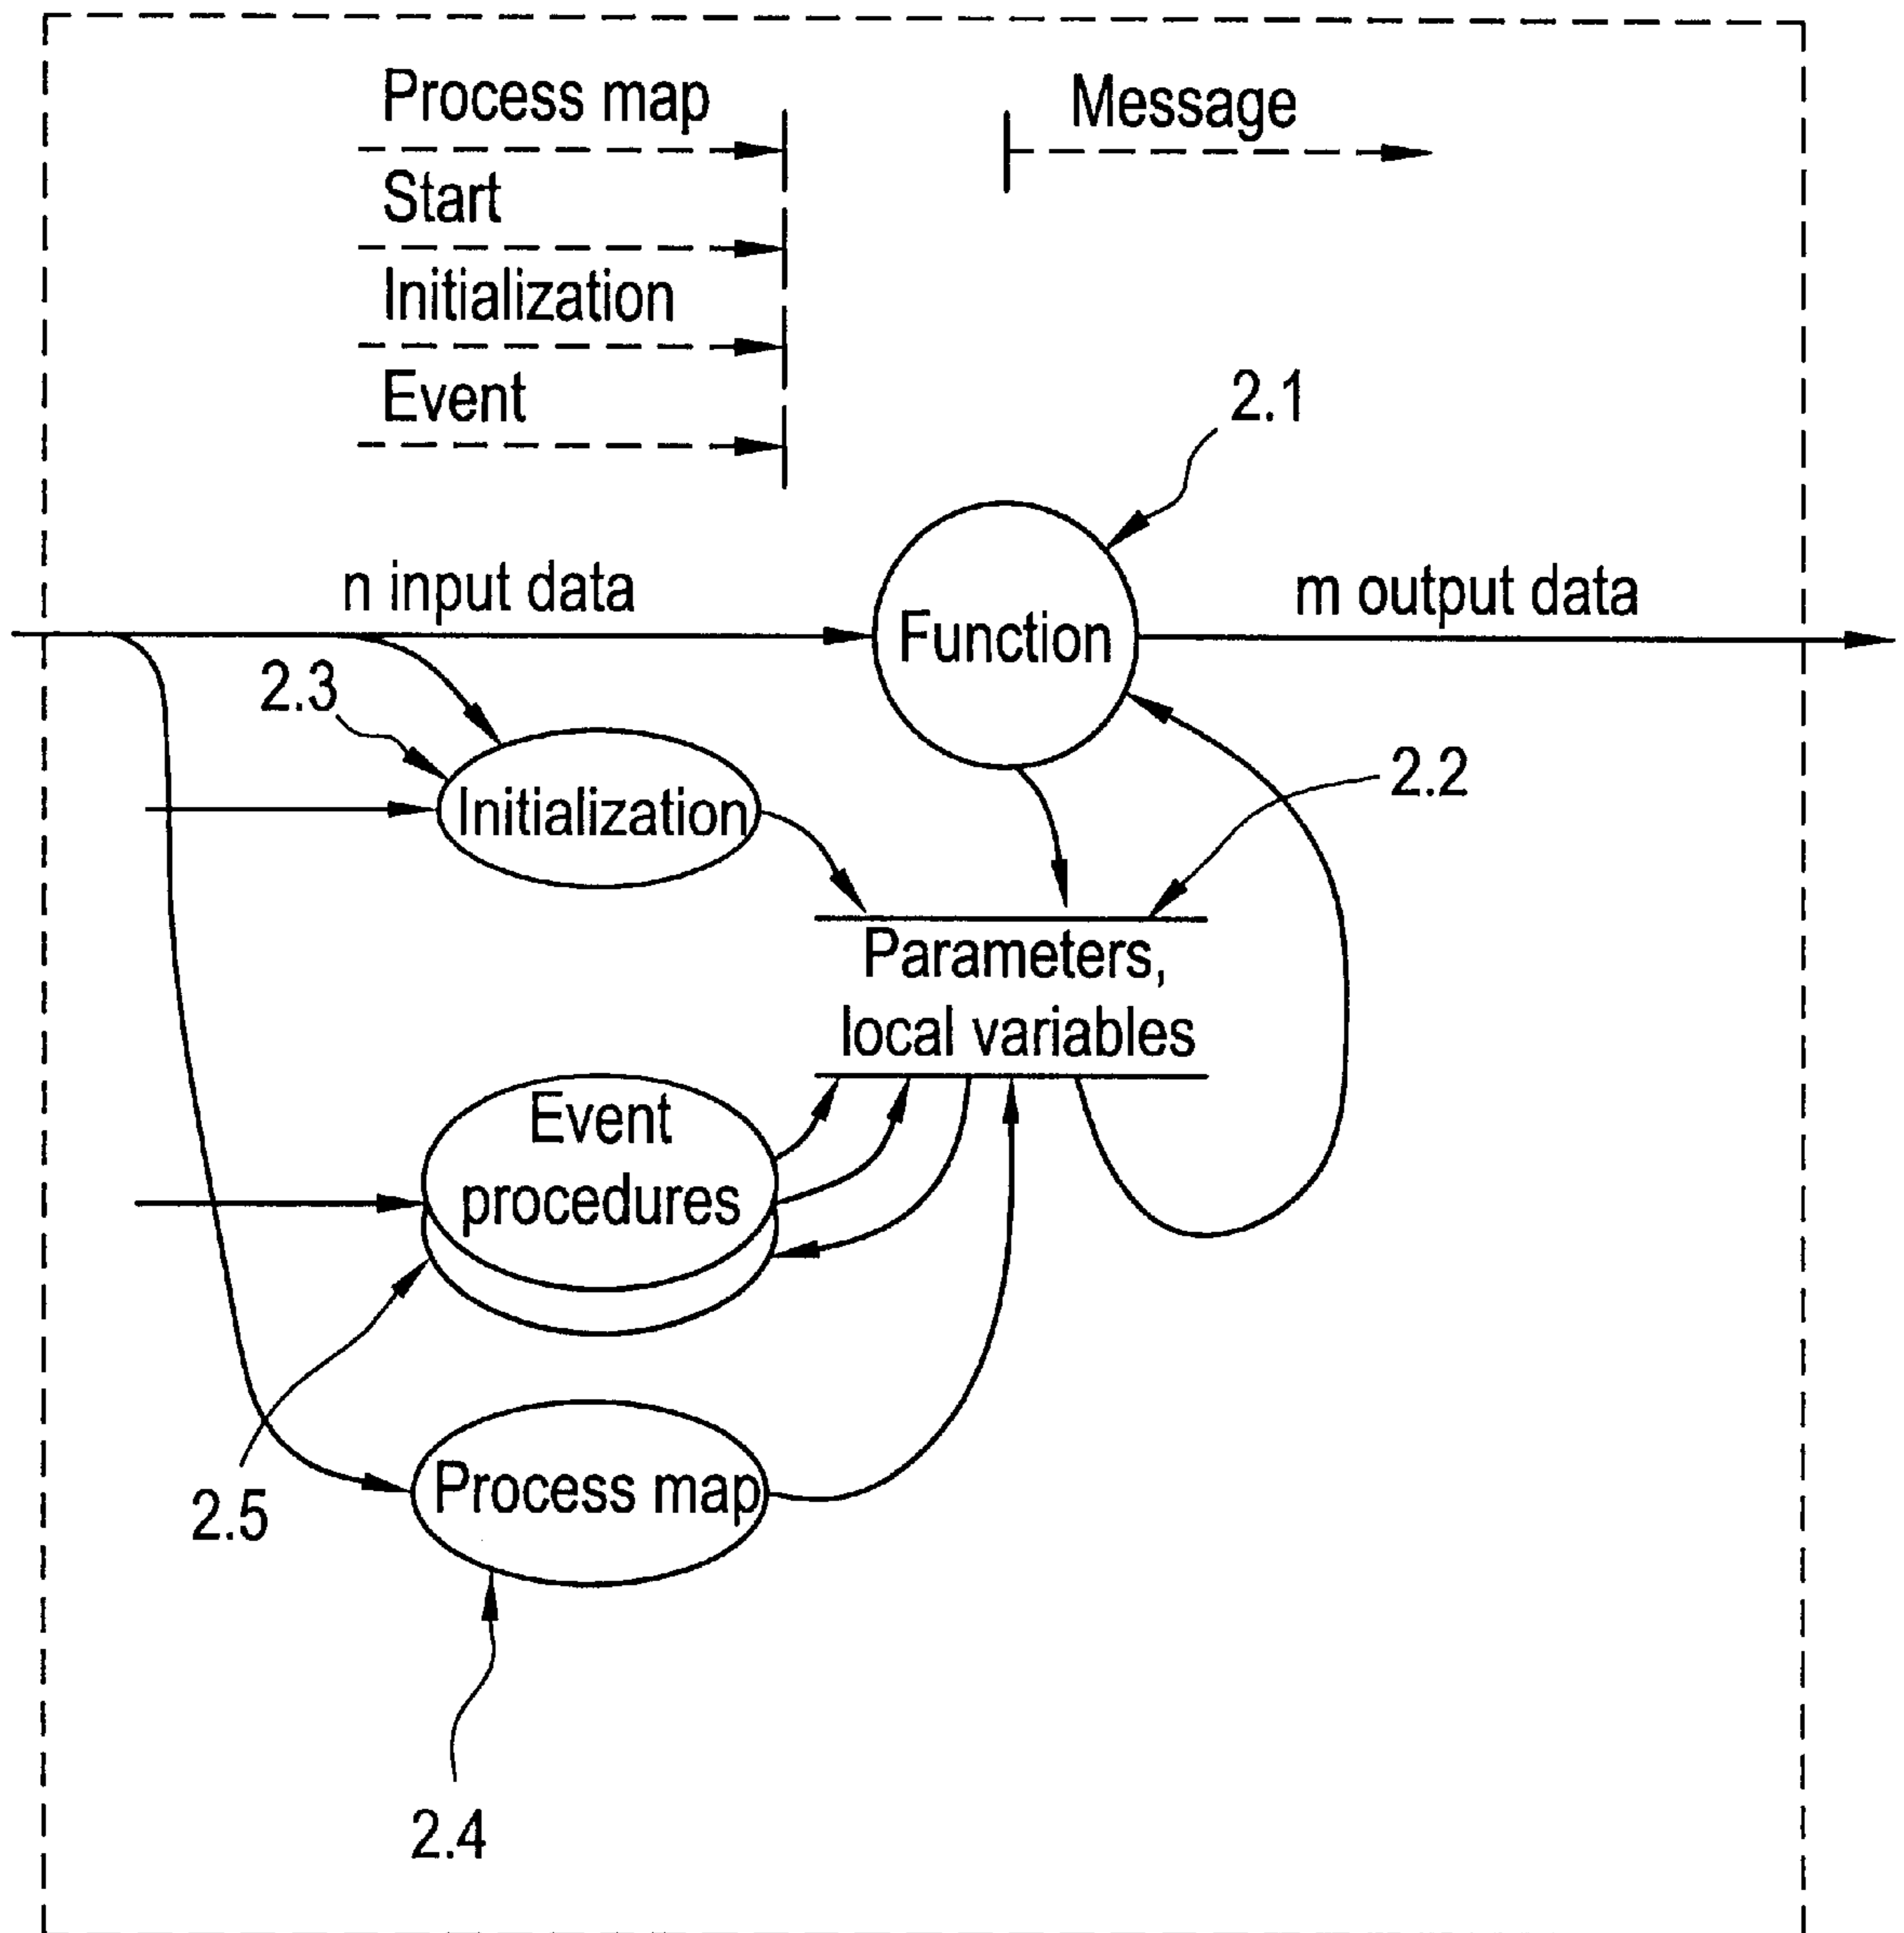 Process map
Message
Start
Initialization
Event
2.1
n input data
m output data
Function
2.3
2.2
Initialization
Parameters,
local variables
Event
procedures
Process map
2.5
2.4